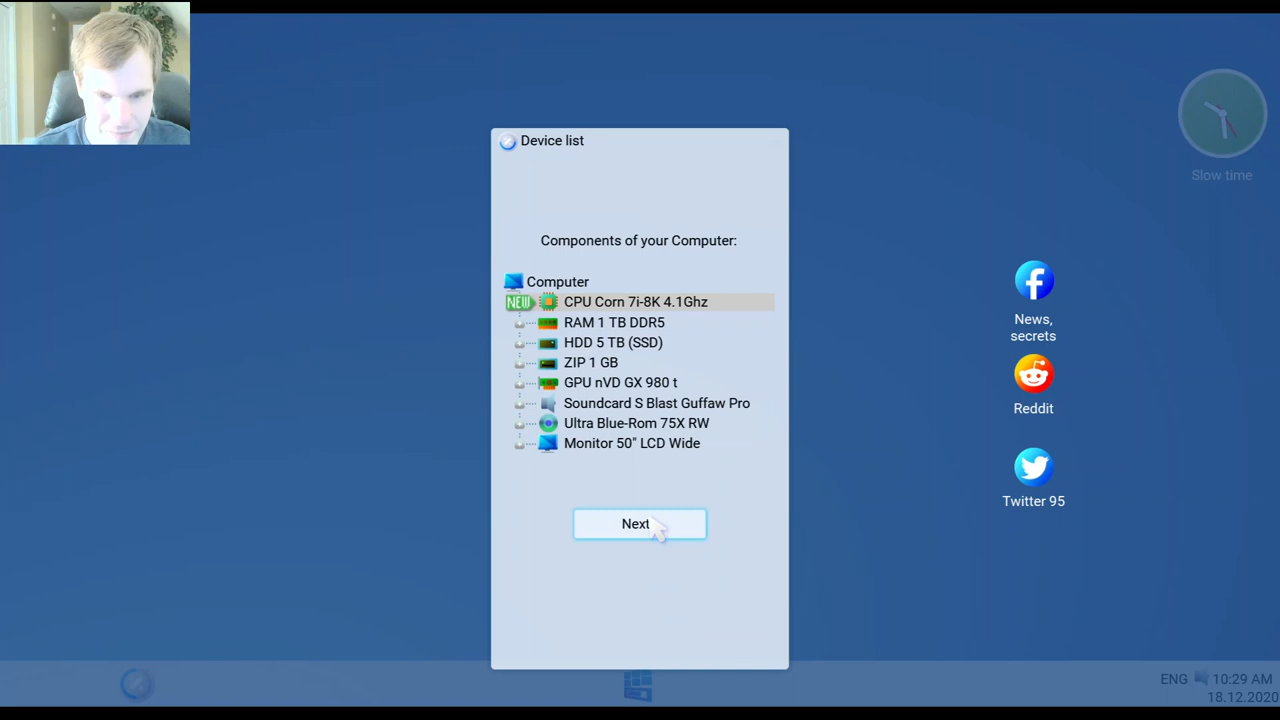 Device list
Slow time
Components of your Computer:
Computer
NEW CPU Corn 7i-8K 4.1Ghz
RAM 1 TB DDR5
HDD 5 TB (SSD)
ZIP 1 GB
GPU nVD GX 980 t
Soundcard S Blast Guffaw Pro
Ultra Blue-Rom 75X RW
Monitor 50" LCD Wide
Next
News,
secrets
Reddit
Twitter 95
ENG 10:29 AM
18.12.2020